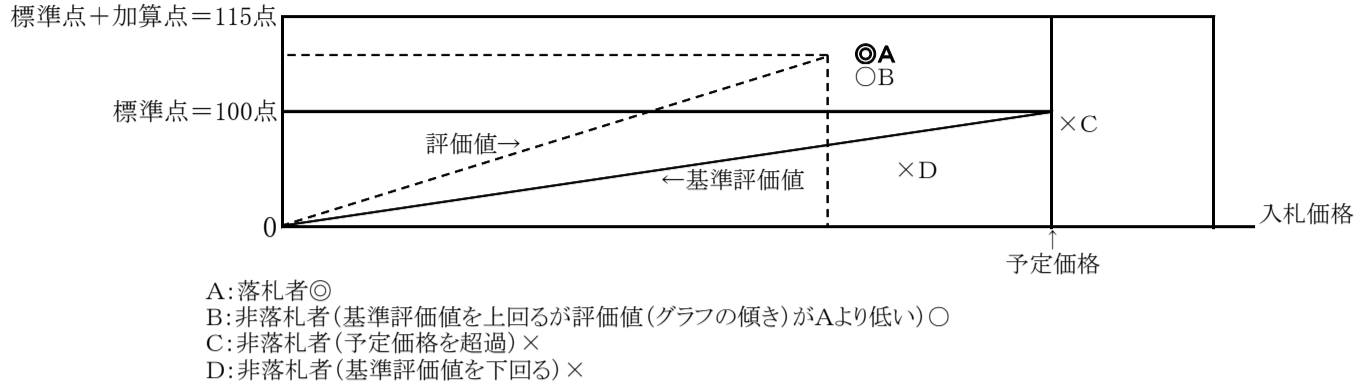 標準点＋加算点＝115点
◎A
○B
標準点＝100点
×C
評価値→
×D
←基準評価値
0
入札価格
↑
予定価格
A：落札者◎
B：非落札者（基準評価値を上回るが評価値（グラフの傾き）がAより低い）○
C：非落札者（予定価格を超過）×
D：非落札者（基準評価値を下回る）×